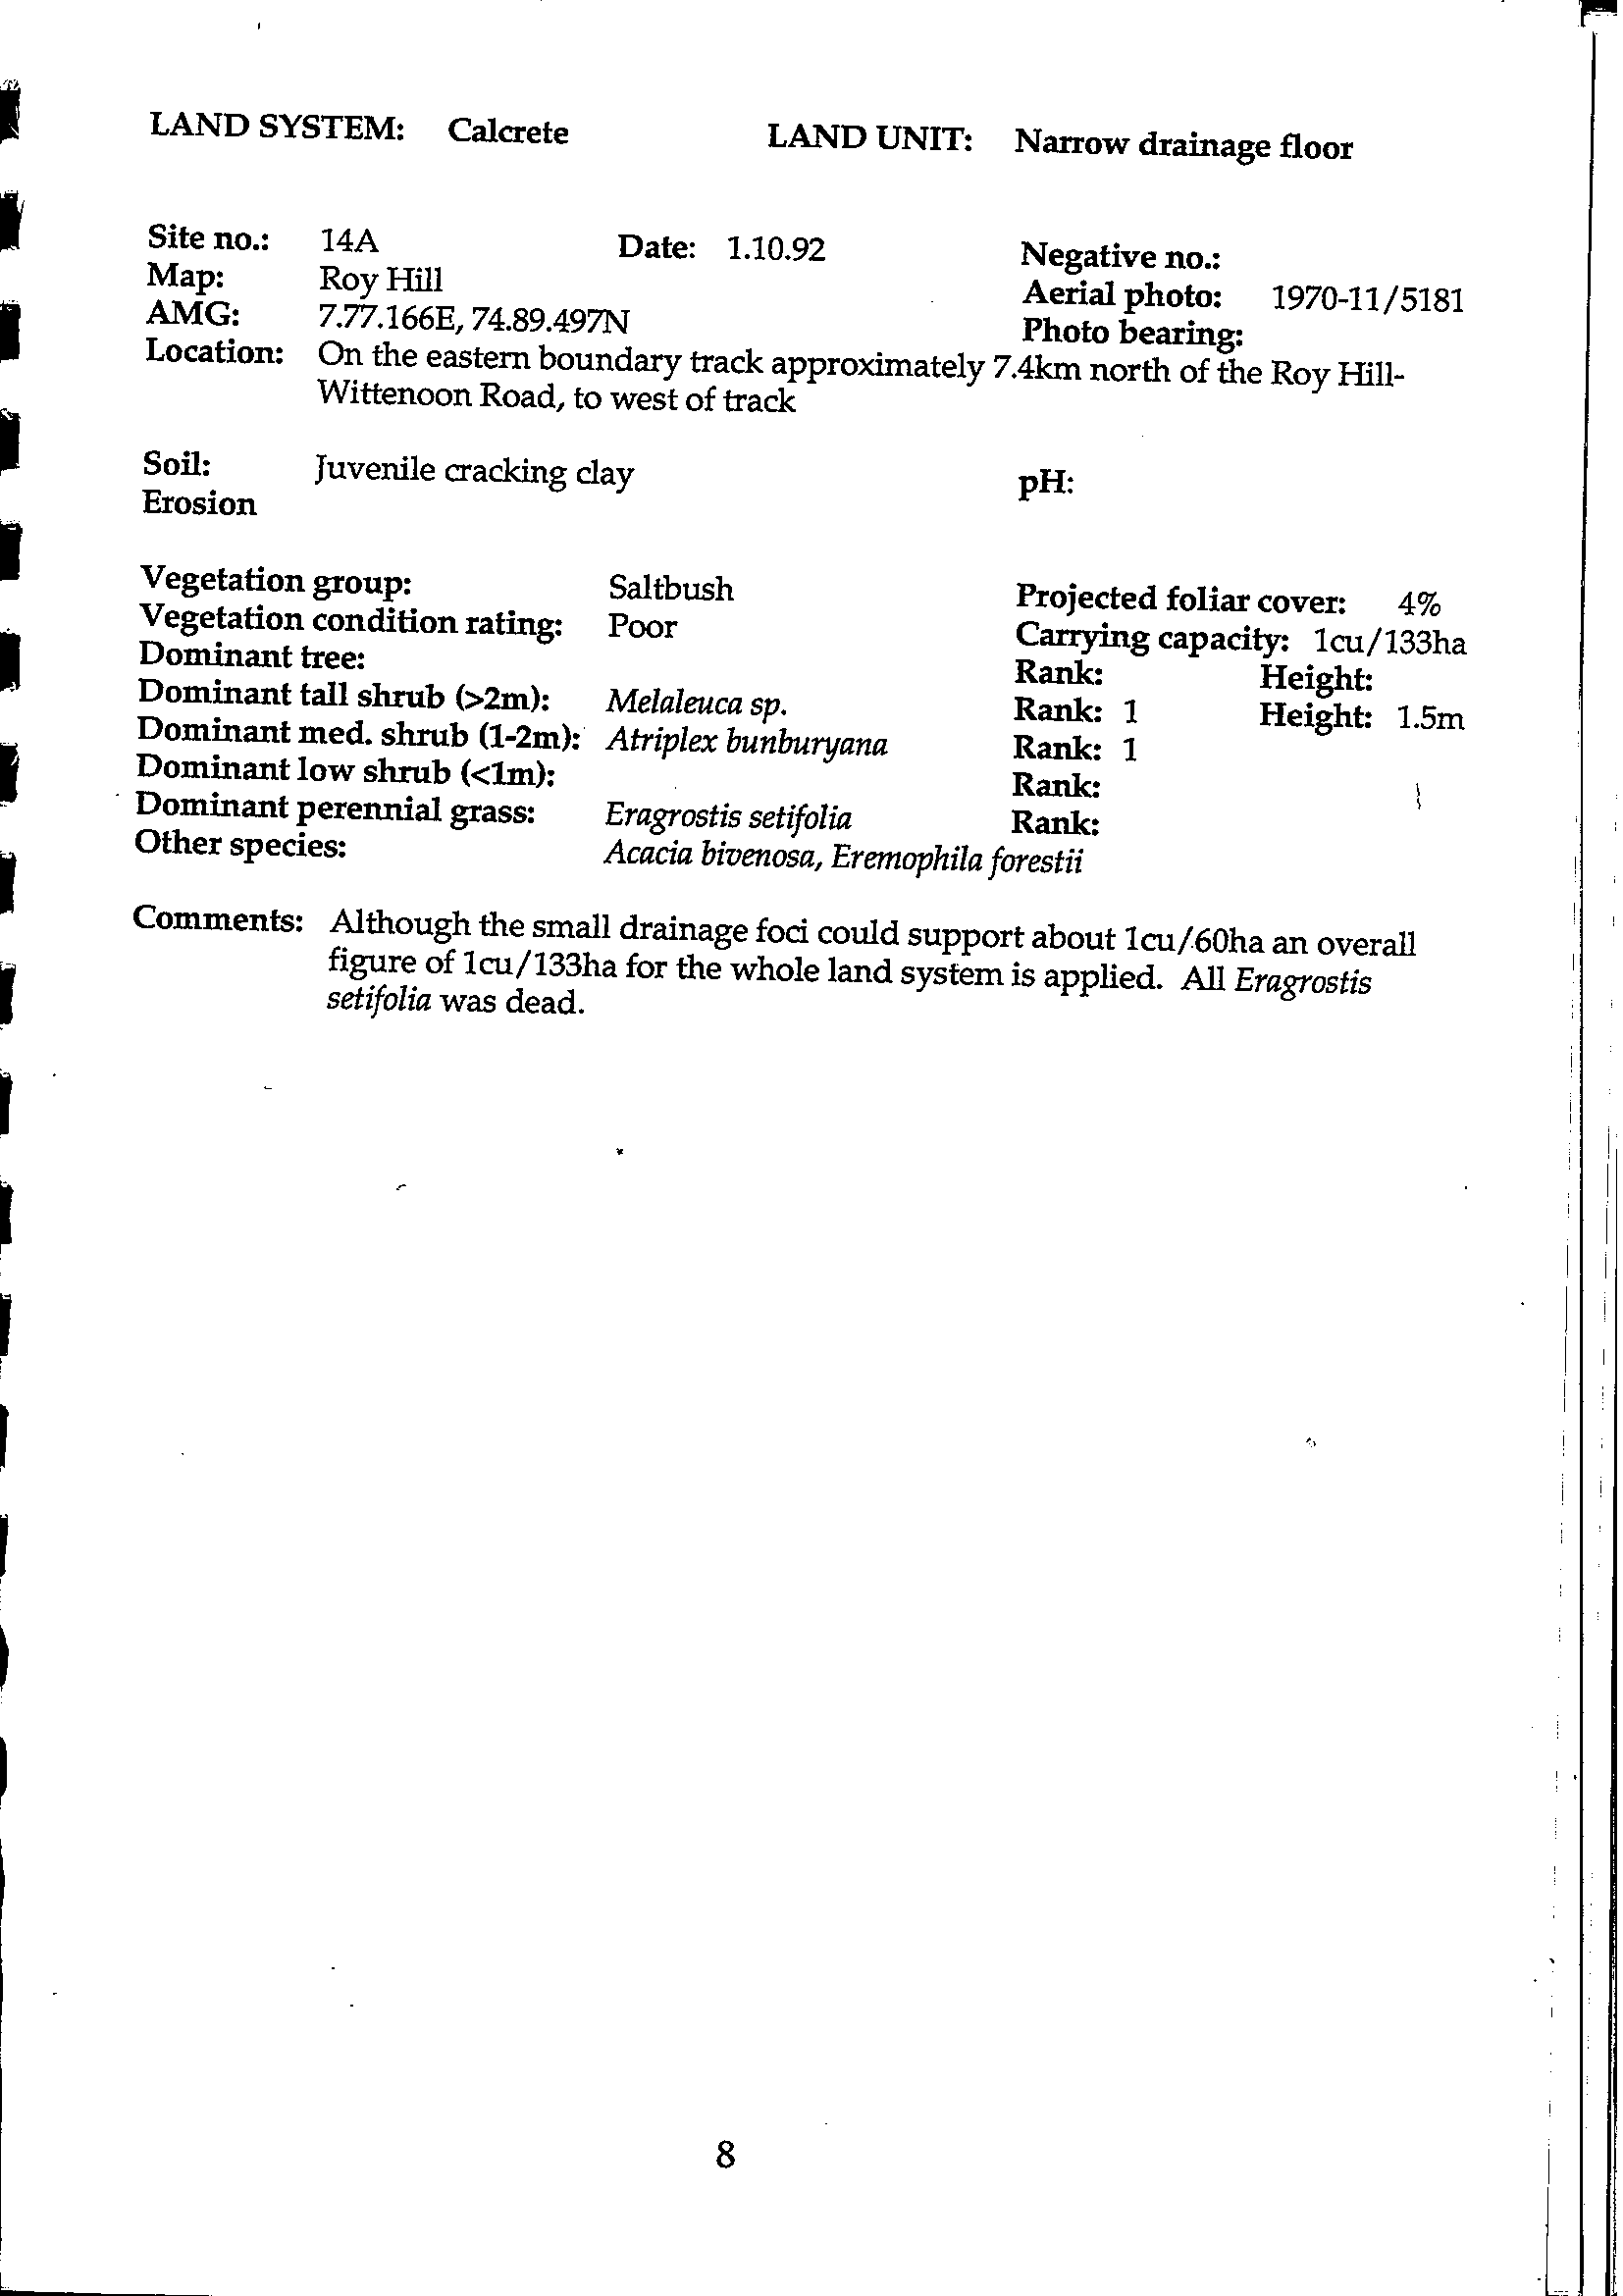 LAND SYSTEM: Calcrete LAND UNIT: Narrow drainage floor
Site no.: 14A Date: 1.10.92 Negative no.:
Map: Roy Hill Aerial photo: 1970-11/5181
AMG: 7.77.166E, 74.89.497N Photo bearing:
Location: On the eastern boundary track approximately 7.4km north of the Roy Hill-
Wittenoon Road, to west of track
Soil: Juvenile cracking clay pH:
Erosion
Vegetation group: Saltbush Projected foliar cover: 4%
Vegetation condition rating: Poor Carrying capacity: 1cu/133ha
Dominant tree: Rank: Height:
Dominant tall shrub (>2m): Melaleuca sp. Rank: 1 Height: 1.5m
Dominant med. shrub (1-2m): Atriplex bunburyana Rank: 1
Dominant low shrub (<1m): Rank:
Dominant perennial grass: Eragrostis setifolia Rank:
Other species: Acacia bivenosa, Eremophila forestii
Comments: Although the small drainage foci could support about 1cu/60ha an overall
figure of 1cu/133ha for the whole land system is applied. All Eragrostis
setifolia was dead.
8